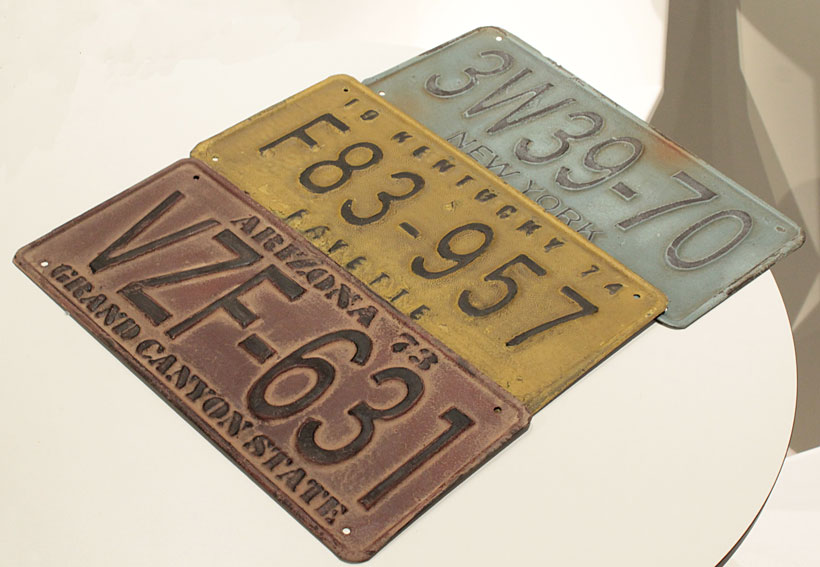 3W39-70
NEW YORK
19 KENTUCKY 74
F83-957
FAYETTE
ARIZONA 73
VZF-631
GRAND CANYON STATE